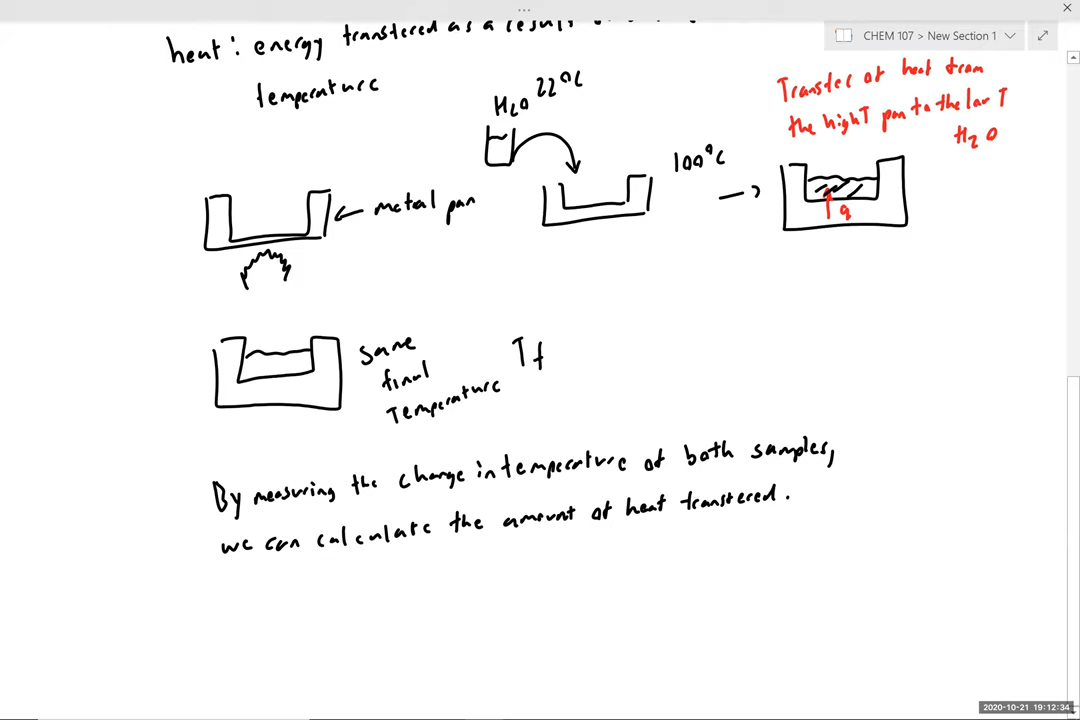 heat: energy transfered as a result
temperature
CHEM 107 > New Section 1
H2O 22°C
Transfer of heat from
the high T pan to the low T
H2O
100°C
metal pan
q
Same
final
Temperature
Tf
By measuring the change in temperature of both samples,
we can calculate the amount of heat transfered.
2020-10-21 19:12:34